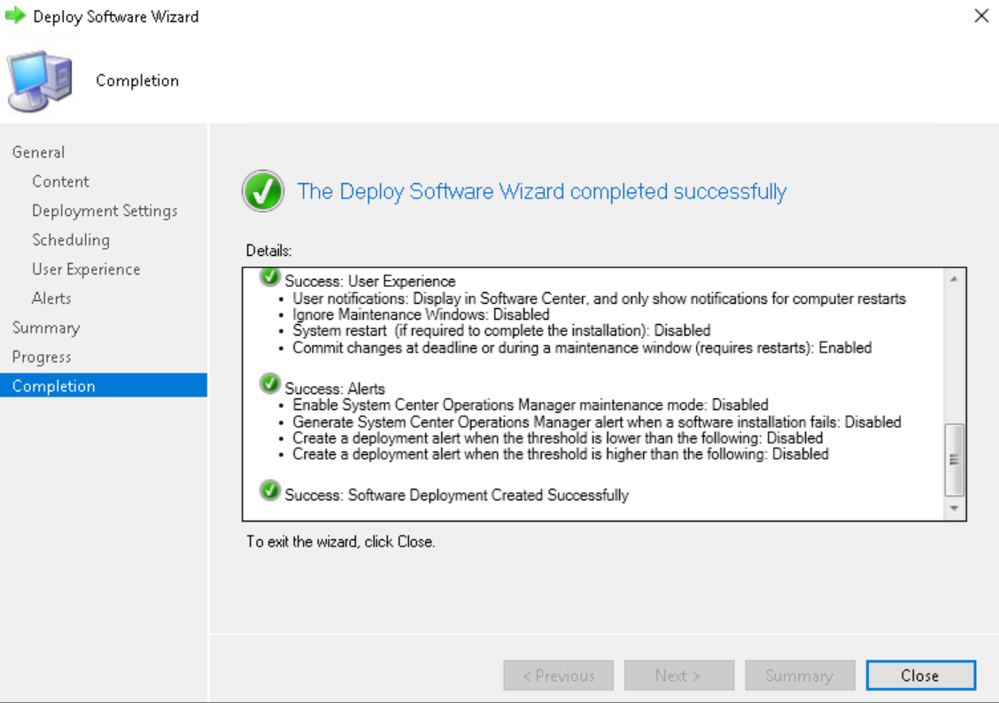 Deploy Software Wizard
Completion
General
Content
Deployment Settings
Scheduling
User Experience
Alerts
Summary
Progress
Completion
The Deploy Software Wizard completed successfully
Details:
Success: User Experience
• User notifications: Display in Software Center, and only show notifications for computer restarts
• Ignore Maintenance Windows: Disabled
• System restart (if required to complete the installation): Disabled
• Commit changes at deadline or during a maintenance window (requires restarts): Enabled
Success: Alerts
• Enable System Center Operations Manager maintenance mode: Disabled
• Generate System Center Operations Manager alert when a software installation fails: Disabled
• Create a deployment alert when the threshold is lower than the following: Disabled
• Create a deployment alert when the threshold is higher than the following: Disabled
Success: Software Deployment Created Successfully
To exit the wizard, click Close.
< Previous
Next >
Summary
Close